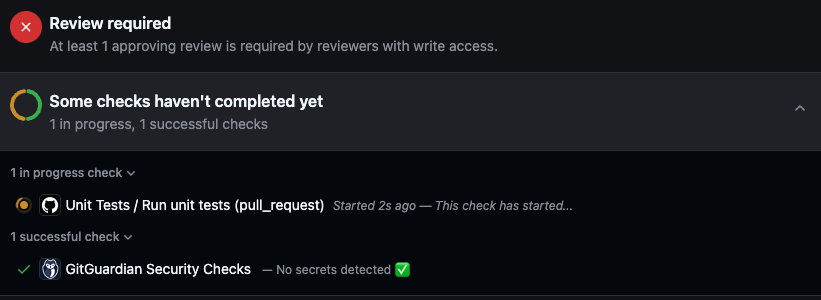 Review required
At least 1 approving review is required by reviewers with write access.
Some checks haven't completed yet
1 in progress, 1 successful checks
1 in progress check
Unit Tests / Run unit tests (pull_request) Started 2s ago — This check has started...
1 successful check
GitGuardian Security Checks — No secrets detected ✅